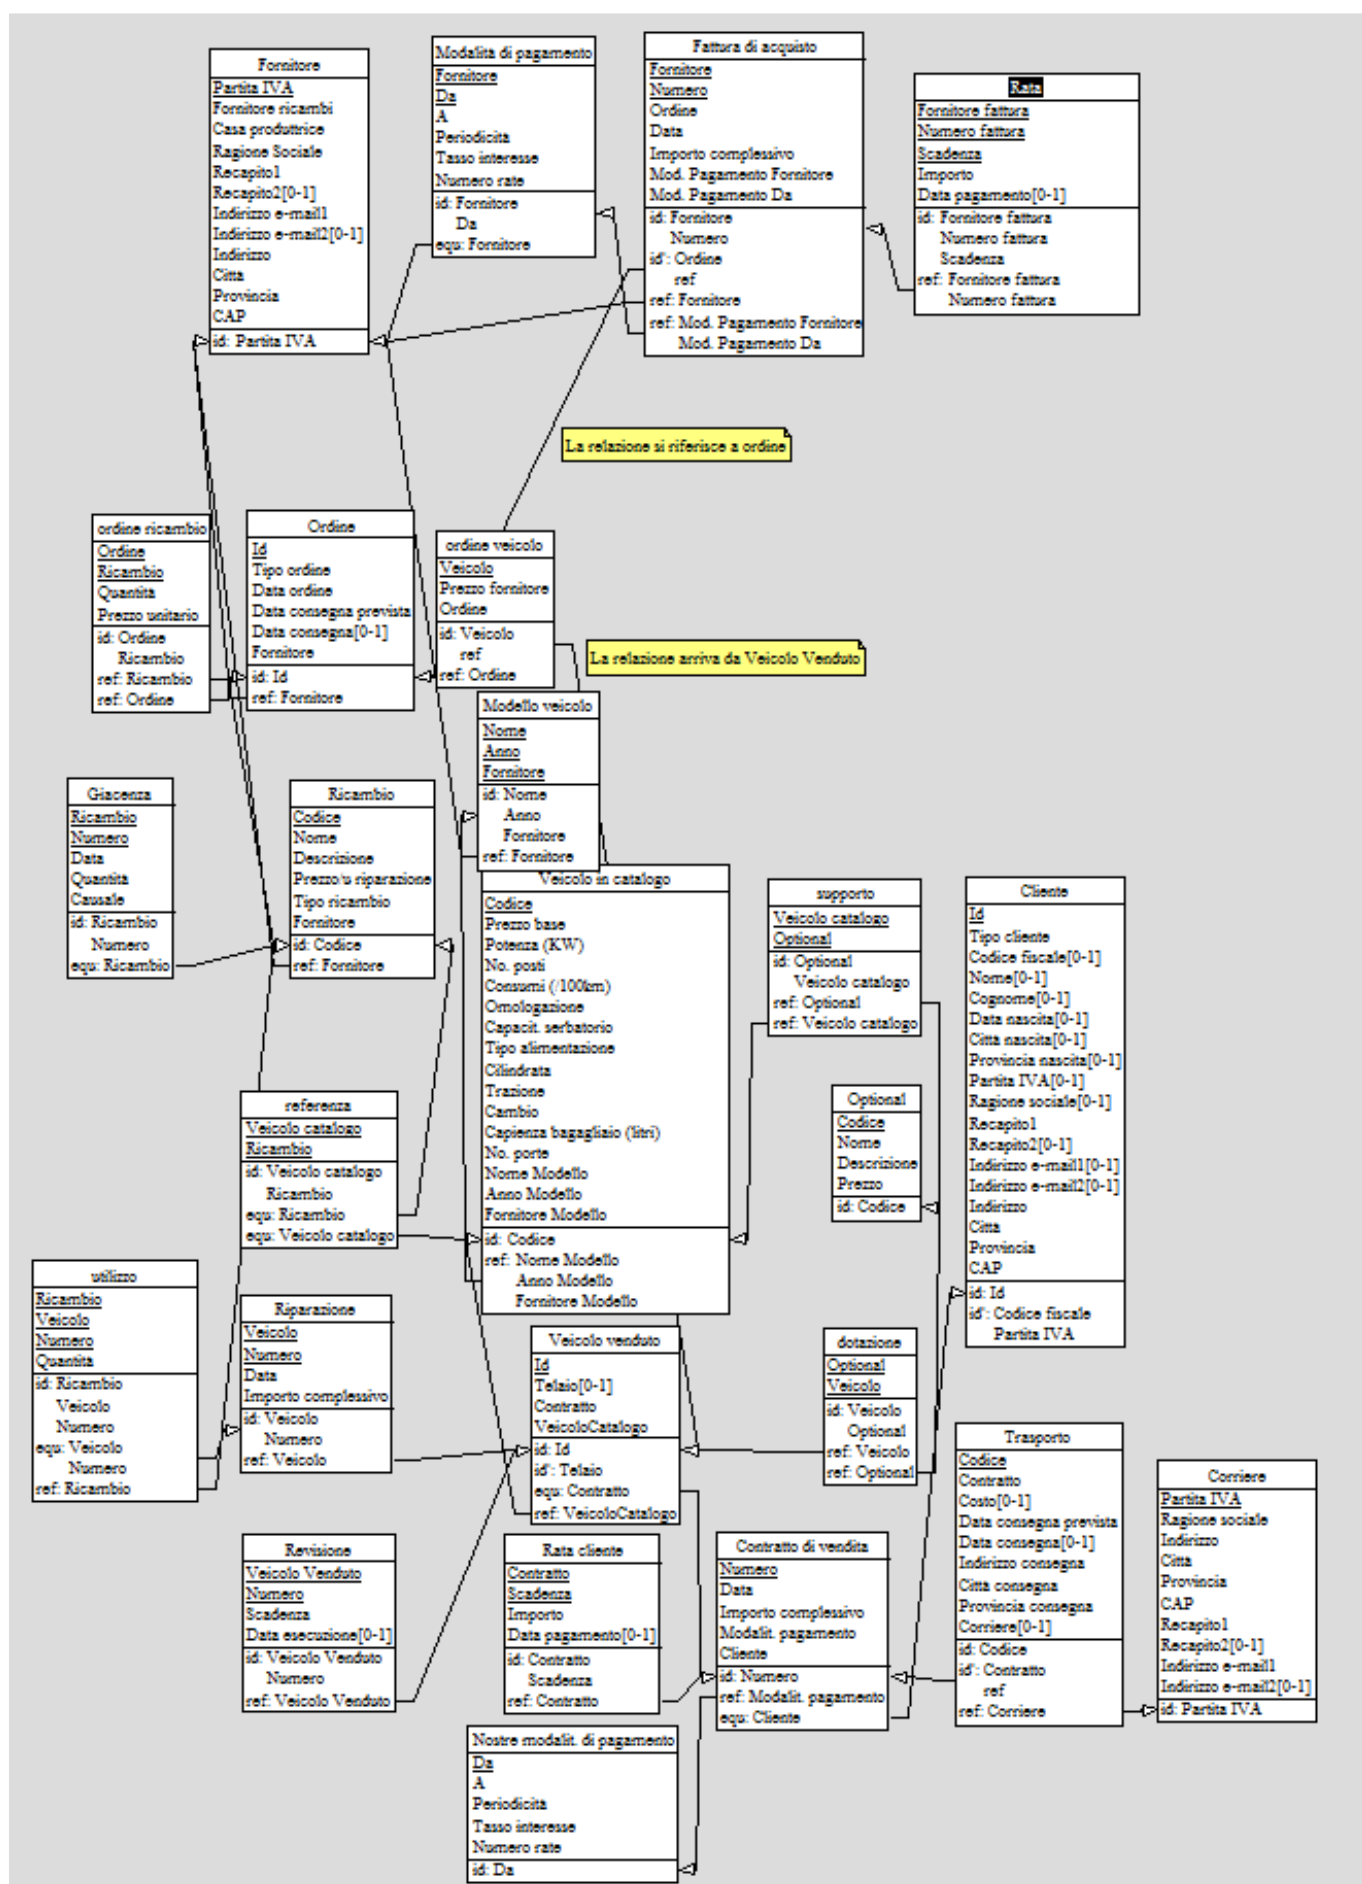 Fornitore
Partita IVA
Fornitore ricambi
Casa produttrice
Ragione Sociale
Recapito1
Recapito2[0-1]
Indirizzo e-mail1
Indirizzo e-mail2[0-1]
Indirizzo
Citta
Provincia
CAP
id: Partita IVA
Modalità di pagamento
Fornitore
Da
A
Periodicità
Tasso interesse
Numero rate
id: Fornitore
Da
equ: Fornitore
Fattura di acquisto
Fornitore
Numero
Ordine
Data
Importo complessivo
Mod. Pagamento Fornitore
Mod. Pagamento Da
id: Fornitore
Numero
id': Ordine
ref
ref: Fornitore
ref: Mod. Pagamento Fornitore
Mod. Pagamento Da
Rata
Fornitore fattura
Numero fattura
Scadenza
Importo
Data pagamento[0-1]
id: Fornitore fattura
Numero fattura
Scadenza
ref: Fornitore fattura
Numero fattura
La relazione si riferisce a ordine
ordine ricambio
Ordine
Ricambio
Quantità
Prezzo unitario
id: Ordine
Ricambio
ref: Ricambio
ref: Ordine
Ordine
Id
Tipo ordine
Data ordine
Data consegna prevista
Data consegna[0-1]
Fornitore
id: Id
ref: Fornitore
ordine veicolo
Veicolo
Prezzo fornitore
Ordine
id: Veicolo
ref
ref: Ordine
La relazione arriva da Veicolo Venduto
Modello veicolo
Nome
Anno
Fornitore
id: Nome
Anno
Fornitore
ref: Fornitore
Giacenza
Ricambio
Numero
Data
Quantità
Causale
id: Ricambio
Numero
equ: Ricambio
Ricambio
Codice
Nome
Descrizione
Prezzo/u riparazione
Tipo ricambio
Fornitore
id: Codice
ref: Fornitore
Veicolo in catalogo
Codice
Prezzo base
Potenza (KW)
No. posti
Consumi (/100km)
Omologazione
Capacit. serbatorio
Tipo alimentazione
Cilindrata
Trazione
Cambio
Capienza bagagliaio (litri)
No. porte
Nome Modello
Anno Modello
Fornitore Modello
id: Codice
ref: Nome Modello
Anno Modello
Fornitore Modello
supporto
Veicolo catalogo
Optional
id: Optional
Veicolo catalogo
ref: Optional
ref: Veicolo catalogo
Cliente
Id
Tipo cliente
Codice fiscale[0-1]
Nome[0-1]
Cognome[0-1]
Data nascita[0-1]
Città nascita[0-1]
Provincia nascita[0-1]
Partita IVA[0-1]
Ragione sociale[0-1]
Recapito1
Recapito2[0-1]
Indirizzo e-mail1[0-1]
Indirizzo e-mail2[0-1]
Indirizzo
Citta
Provincia
CAP
id: Id
id': Codice fiscale
Partita IVA
Optional
Codice
Nome
Descrizione
Prezzo
id: Codice
referenza
Veicolo catalogo
Ricambio
id: Veicolo catalogo
Ricambio
equ: Ricambio
equ: Veicolo catalogo
utilizzo
Ricambio
Veicolo
Numero
Quantità
id: Ricambio
Veicolo
Numero
equ: Veicolo
Numero
ref: Ricambio
Riparazione
Veicolo
Numero
Data
Importo complessivo
id: Veicolo
Numero
ref: Veicolo
Veicolo venduto
Id
Telaio[0-1]
Contratto
VeicoloCatalogo
id: Id
id': Telaio
equ: Contratto
ref: VeicoloCatalogo
dotazione
Optional
Veicolo
id: Veicolo
Optional
ref: Veicolo
ref: Optional
Trasporto
Codice
Contratto
Costo[0-1]
Data consegna prevista
Data consegna[0-1]
Indirizzo consegna
Città consegna
Provincia consegna
Corriere[0-1]
id: Codice
id': Contratto
ref
ref: Corriere
Corriere
Partita IVA
Ragione sociale
Indirizzo
Citta
Provincia
CAP
Recapito1
Recapito2[0-1]
Indirizzo e-mail1
Indirizzo e-mail2[0-1]
id: Partita IVA
Revisione
Veicolo Venduto
Numero
Scadenza
Data esecuzione[0-1]
id: Veicolo Venduto
Numero
ref: Veicolo Venduto
Rata cliente
Contratto
Scadenza
Importo
Data pagamento[0-1]
id: Contratto
Scadenza
ref: Contratto
Contratto di vendita
Numero
Data
Importo complessivo
Modalit. pagamento
Cliente
id: Numero
ref: Modalit. pagamento
equ: Cliente
Nostre modalit. di pagamento
Da
A
Periodicità
Tasso interesse
Numero rate
id: Da